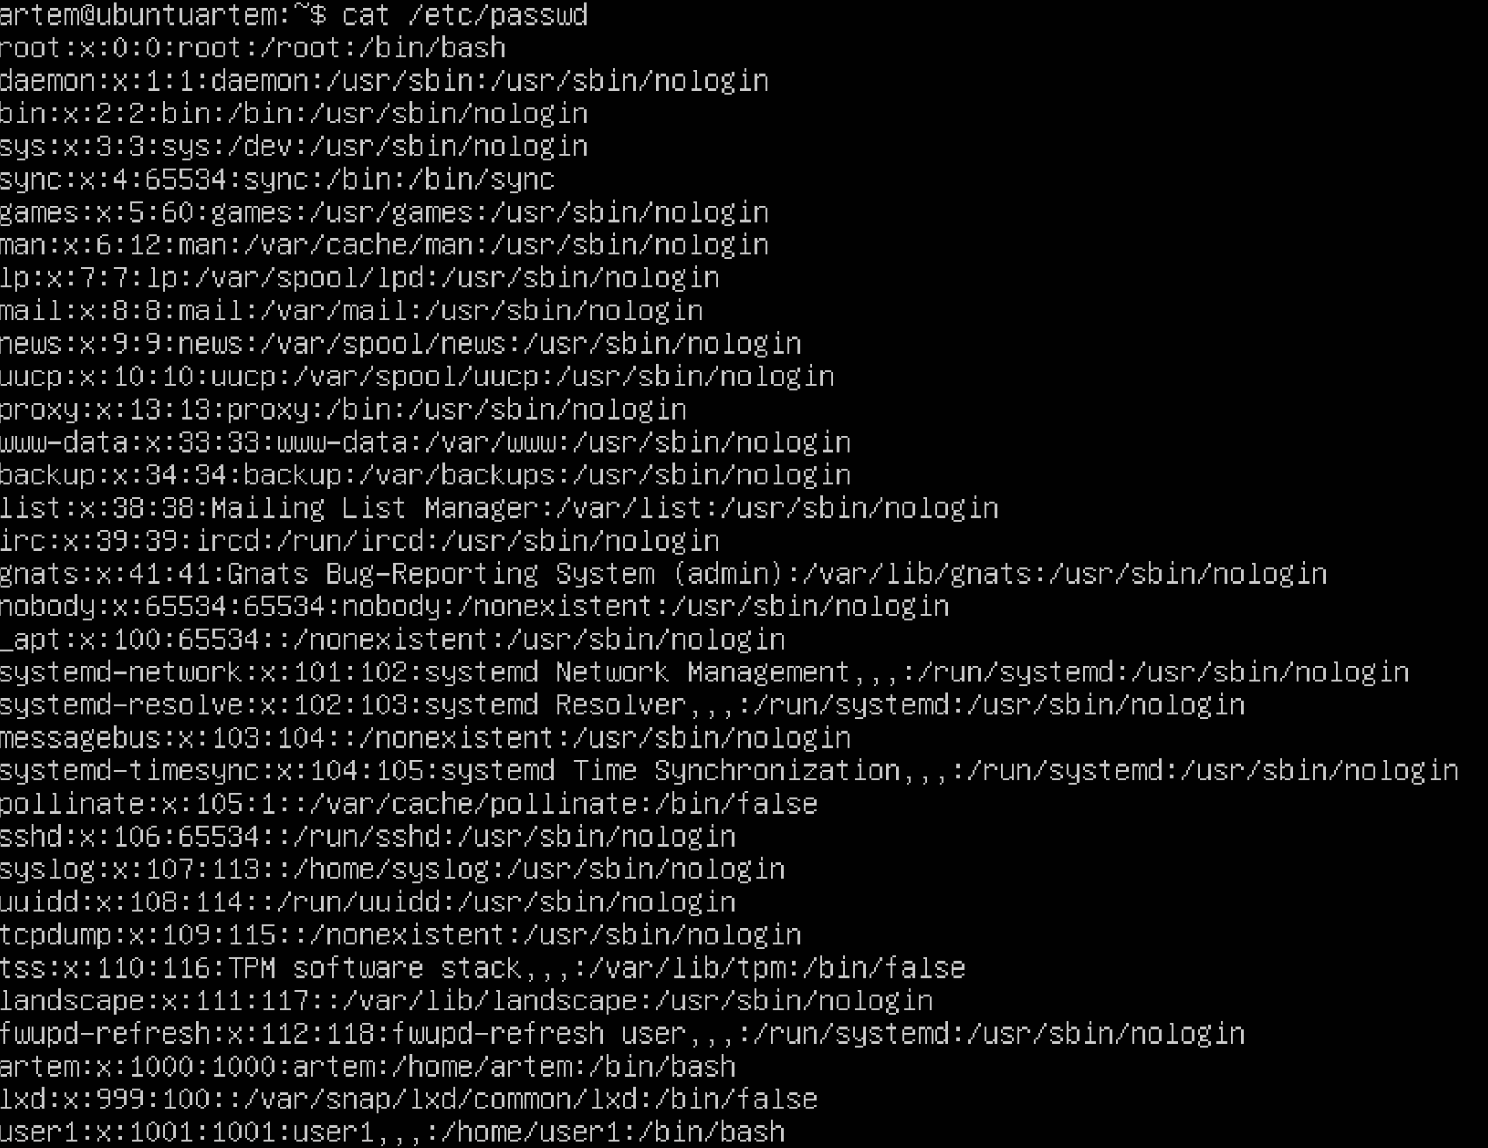 artem@ubuntuartem:~$ cat /etc/passwd
root:x:0:0:root:/root:/bin/bash
daemon:x:1:1:daemon:/usr/sbin:/usr/sbin/nologin
bin:x:2:2:bin:/bin:/usr/sbin/nologin
sys:x:3:3:sys:/dev:/usr/sbin/nologin
sync:x:4:65534:sync:/bin:/bin/sync
games:x:5:60:games:/usr/games:/usr/sbin/nologin
man:x:6:12:man:/var/cache/man:/usr/sbin/nologin
lp:x:7:7:lp:/var/spool/lpd:/usr/sbin/nologin
mail:x:8:8:mail:/var/mail:/usr/sbin/nologin
news:x:9:9:news:/var/spool/news:/usr/sbin/nologin
uucp:x:10:10:uucp:/var/spool/uucp:/usr/sbin/nologin
proxy:x:13:13:proxy:/bin:/usr/sbin/nologin
www-data:x:33:33:www-data:/var/www:/usr/sbin/nologin
backup:x:34:34:backup:/var/backups:/usr/sbin/nologin
list:x:38:38:Mailing List Manager:/var/list:/usr/sbin/nologin
irc:x:39:39:ircd:/run/ircd:/usr/sbin/nologin
gnats:x:41:41:Gnats Bug-Reporting System (admin):/var/lib/gnats:/usr/sbin/nologin
nobody:x:65534:65534:nobody:/nonexistent:/usr/sbin/nologin
_apt:x:100:65534::/nonexistent:/usr/sbin/nologin
systemd-network:x:101:102:systemd Network Management,,,:/run/systemd:/usr/sbin/nologin
systemd-resolve:x:102:103:systemd Resolver,,,:/run/systemd:/usr/sbin/nologin
messagebus:x:103:104::/nonexistent:/usr/sbin/nologin
systemd-timesync:x:104:105:systemd Time Synchronization,,,:/run/systemd:/usr/sbin/nologin
pollinate:x:105:1::/var/cache/pollinate:/bin/false
sshd:x:106:65534::/run/sshd:/usr/sbin/nologin
syslog:x:107:113::/home/syslog:/usr/sbin/nologin
uuidd:x:108:114::/run/uuidd:/usr/sbin/nologin
tcpdump:x:109:115::/nonexistent:/usr/sbin/nologin
tss:x:110:116:TPM software stack,,,:/var/lib/tpm:/bin/false
landscape:x:111:117::/var/lib/landscape:/usr/sbin/nologin
fwupd-refresh:x:112:118:fwupd-refresh user,,,:/run/systemd:/usr/sbin/nologin
artem:x:1000:1000:artem:/home/artem:/bin/bash
lxd:x:999:100::/var/snap/lxd/common/lxd:/bin/false
user1:x:1001:1001:user1,,,:/home/user1:/bin/bash